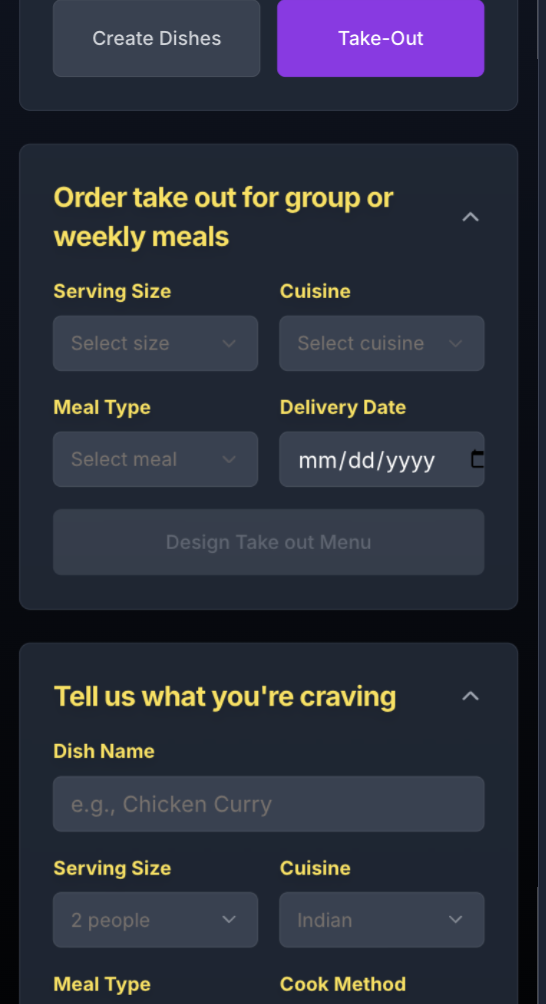 Create Dishes
Take-Out
Order take out for group or
weekly meals
Serving Size
Cuisine
Select size
Select cuisine
Meal Type
Delivery Date
Select meal
mm/dd/yyyy
Design Take out Menu
Tell us what you're craving
Dish Name
e.g., Chicken Curry
Serving Size
Cuisine
2 people
Indian
Meal Type
Cook Method